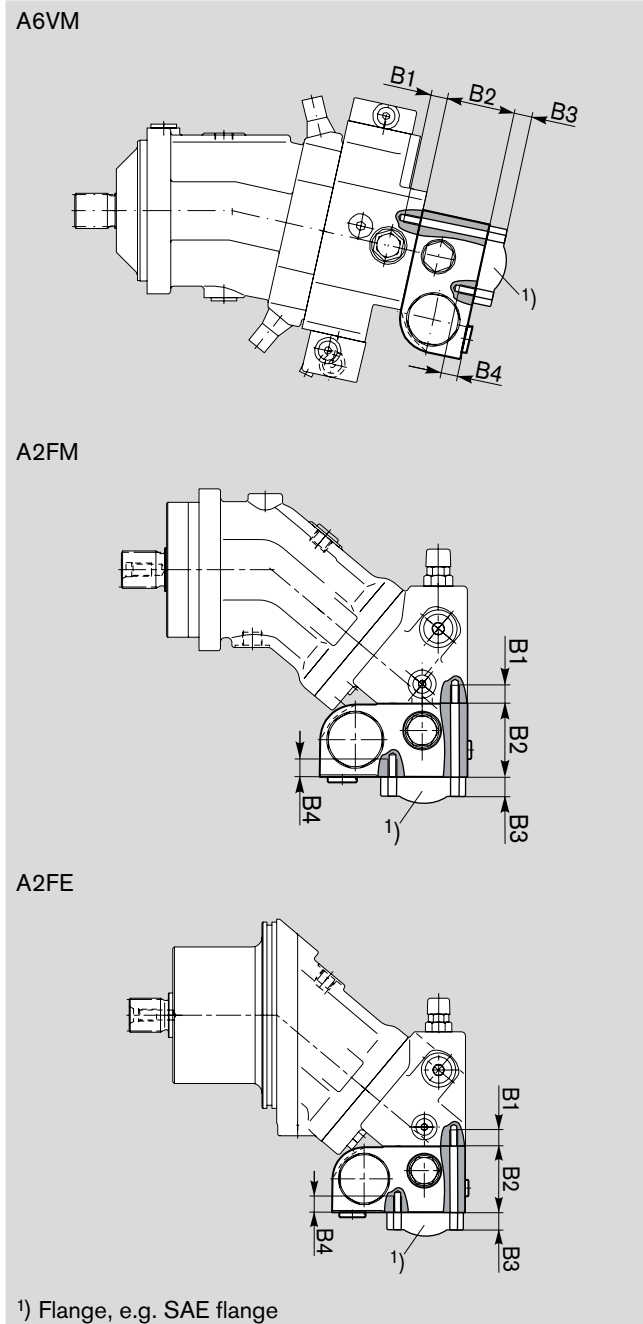 A6VM
B1
B2
B3
1)
B4
A2FM
B1
B2
B3
B4
1)
A2FE
B1
B2
B3
B4
1)
1) Flange, e.g. SAE flange